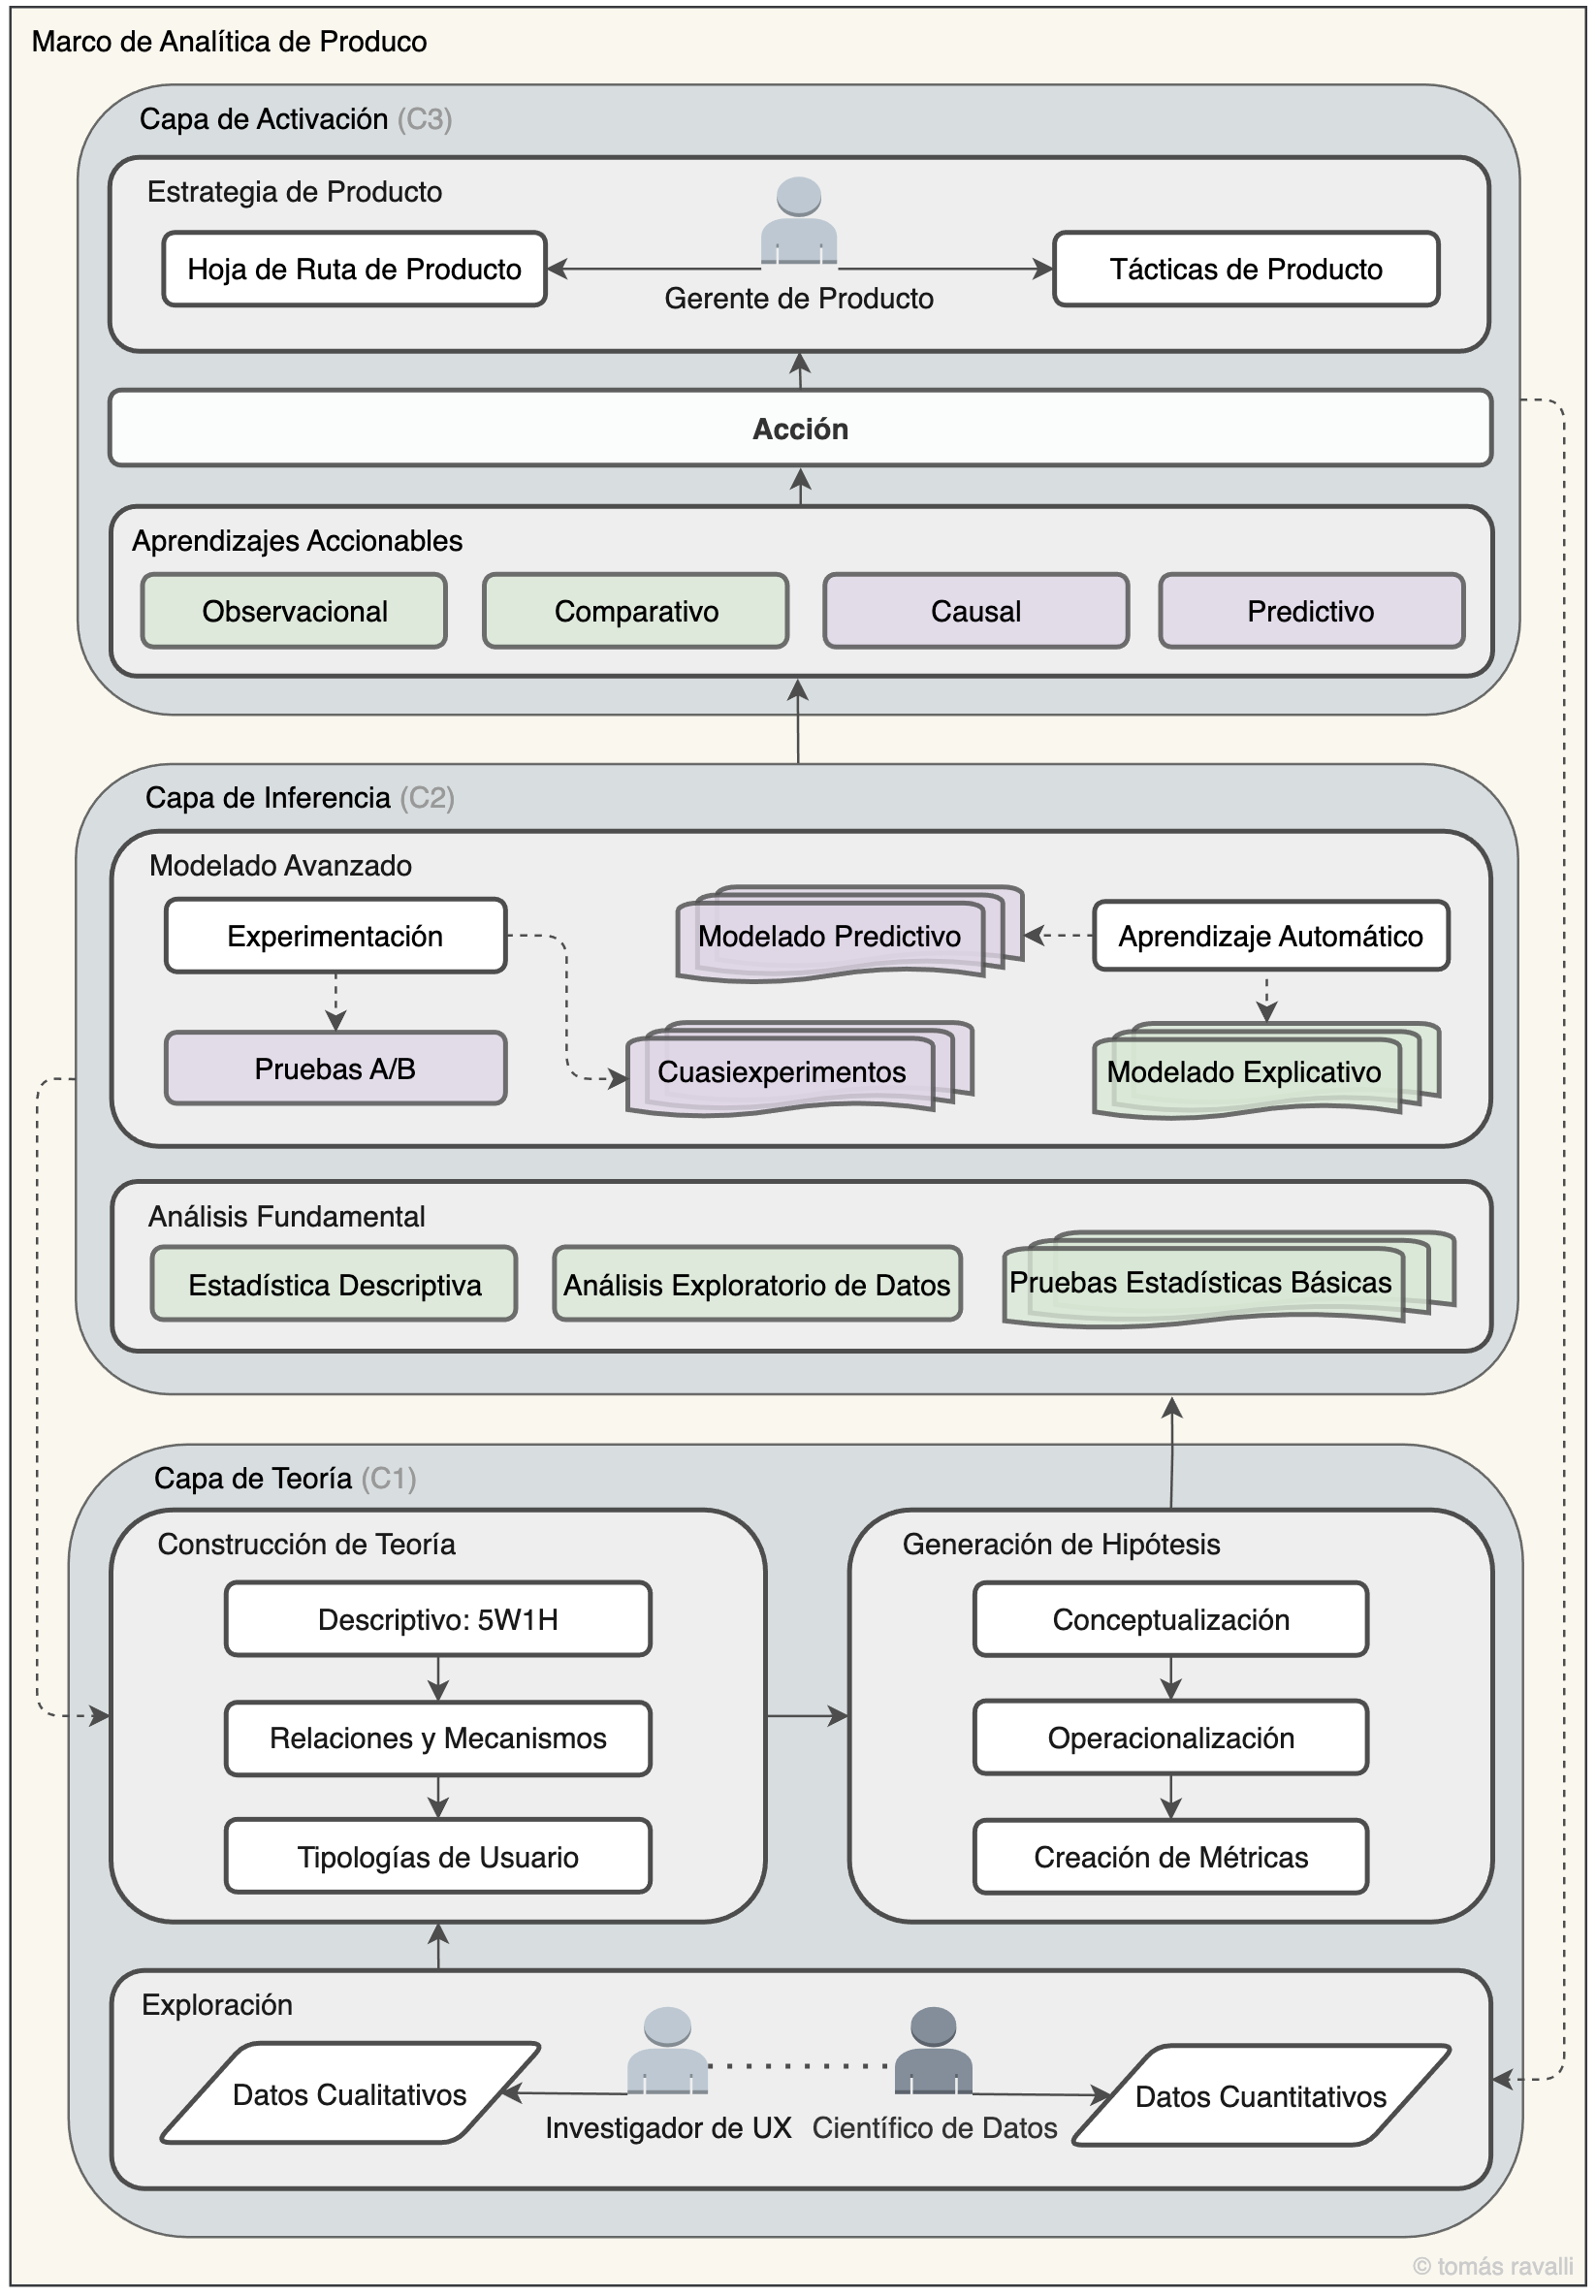 Marco de Analítica de Produco
Capa de Activación (C3)
Estrategia de Producto
Hoja de Ruta de Producto
Gerente de Producto
Tácticas de Producto
Acción
Aprendizajes Accionables
Observacional
Comparativo
Causal
Predictivo
Capa de Inferencia (C2)
Modelado Avanzado
Experimentación
Modelado Predictivo
Aprendizaje Automático
Pruebas A/B
Cuasiexperimentos
Modelado Explicativo
Análisis Fundamental
Estadística Descriptiva
Análisis Exploratorio de Datos
Pruebas Estadísticas Básicas
Capa de Teoría (C1)
Construcción de Teoría
Descriptivo: 5W1H
Relaciones y Mecanismos
Tipologías de Usuario
Generación de Hipótesis
Conceptualización
Operacionalización
Creación de Métricas
Exploración
Datos Cualitativos
Investigador de UX
Científico de Datos
Datos Cuantitativos
© tomás ravalli